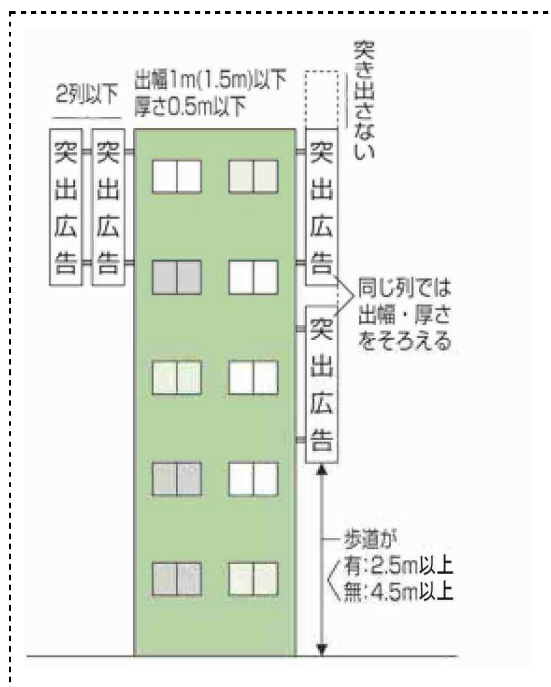 2列以下
出幅1m(1.5m)以下
厚さ0.5m以下
突き出さない
突出広告
突出広告
突出広告
同じ列では
出幅・厚さ
をそろえる
突出広告
歩道が
有:2.5m以上
無:4.5m以上